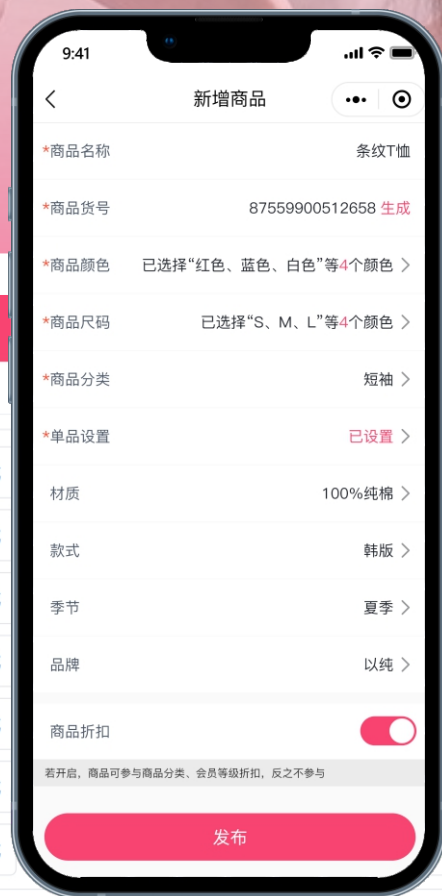 9:41
新增商品
*商品名称 条纹T恤
*商品货号 87559900512658 生成
*商品颜色 已选择“红色、蓝色、白色”等4个颜色
*商品尺码 已选择“S、M、L”等4个颜色
*商品分类 短袖
*单品设置 已设置
材质 100%纯棉
款式 韩版
季节 夏季
品牌 以纯
商品折扣
若开启，商品可参与商品分类、会员等级折扣，反之不参与
发布